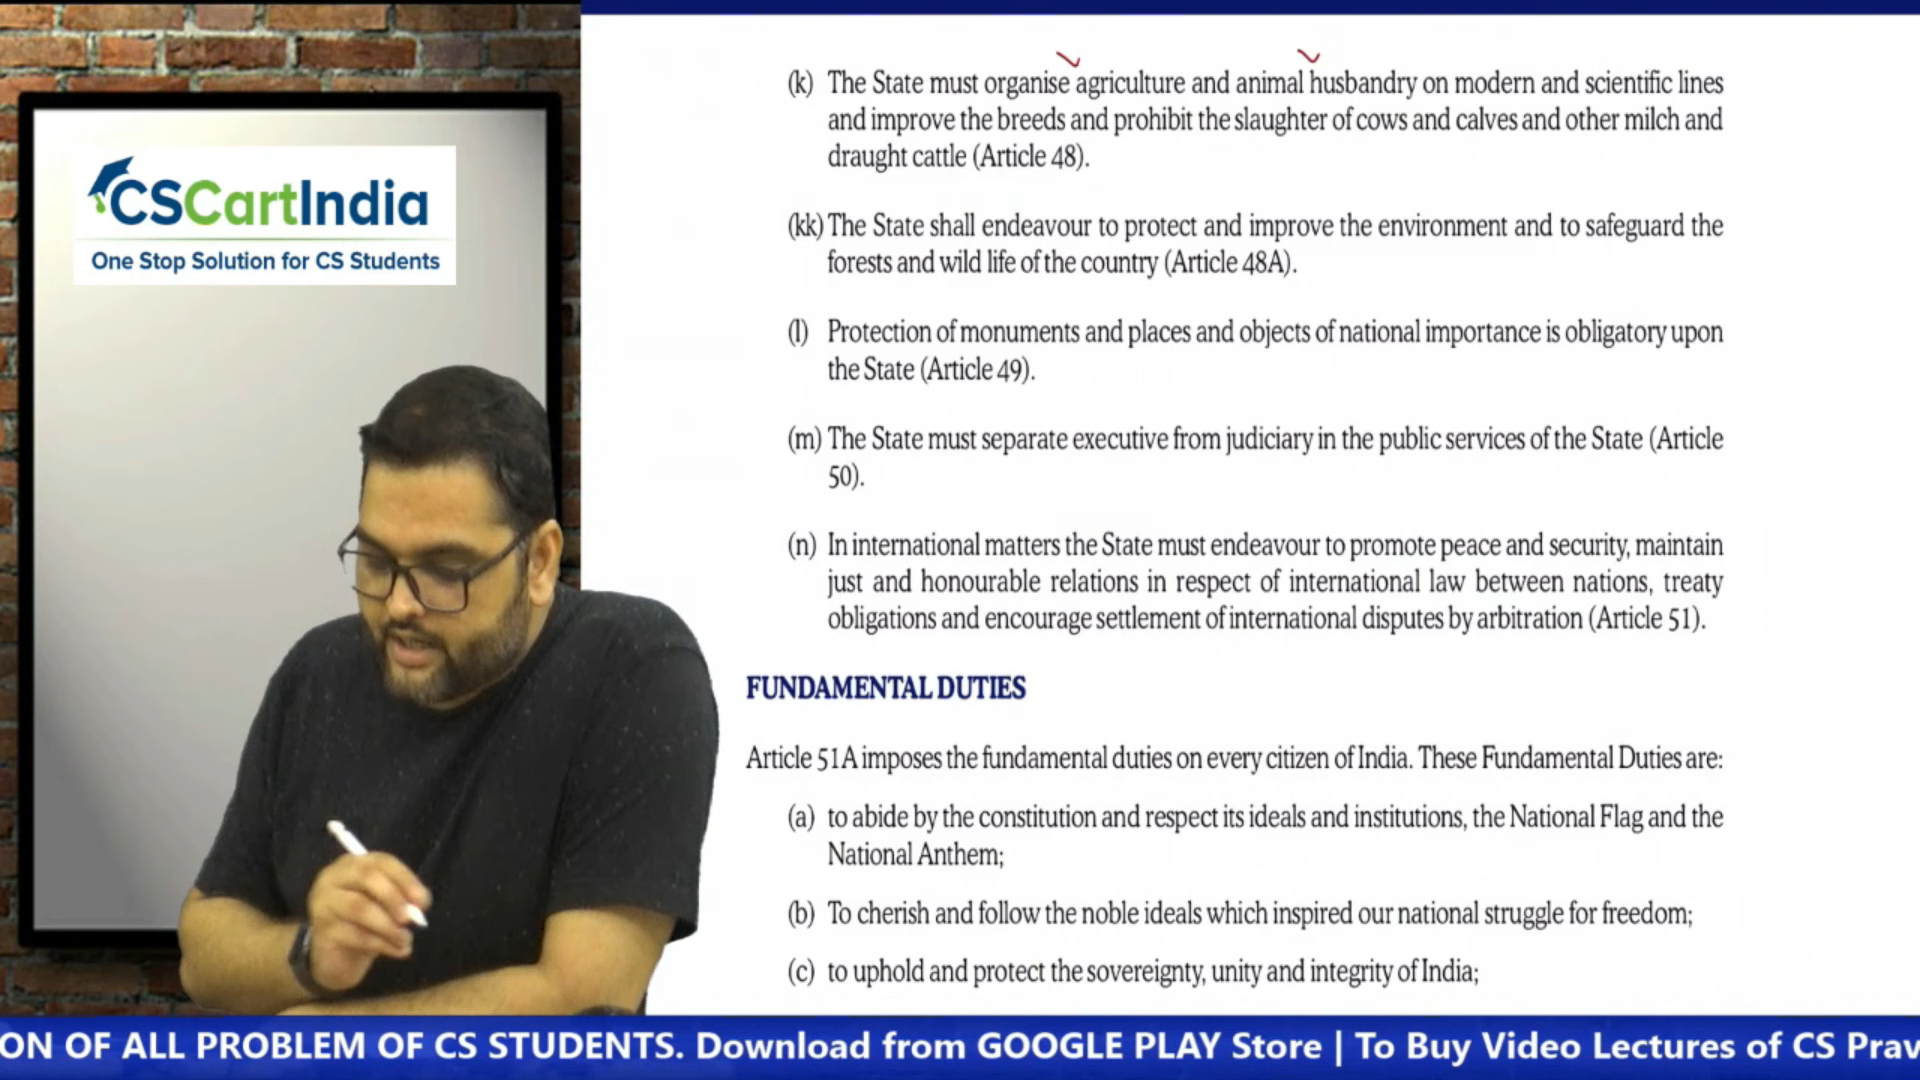 CSCartIndia
One Stop Solution for CS Students
(k) The State must organise agriculture and animal husbandry on modern and scientific lines
and improve the breeds and prohibit the slaughter of cows and calves and other milch and
draught cattle (Article 48).
(kk) The State shall endeavour to protect and improve the environment and to safeguard the
forests and wild life of the country (Article 48A).
(l) Protection of monuments and places and objects of national importance is obligatory upon
the State (Article 49).
(m) The State must separate executive from judiciary in the public services of the State (Article
50).
(n) In international matters the State must endeavour to promote peace and security, maintain
just and honourable relations in respect of international law between nations, treaty
obligations and encourage settlement of international disputes by arbitration (Article 51).
FUNDAMENTAL DUTIES
Article 51A imposes the fundamental duties on every citizen of India. These Fundamental Duties are:
(a) to abide by the constitution and respect its ideals and institutions, the National Flag and the
National Anthem;
(b) To cherish and follow the noble ideals which inspired our national struggle for freedom;
(c) to uphold and protect the sovereignty, unity and integrity of India;
ON OF ALL PROBLEM OF CS STUDENTS. Download from GOOGLE PLAY Store | To Buy Video Lectures of CS Prav